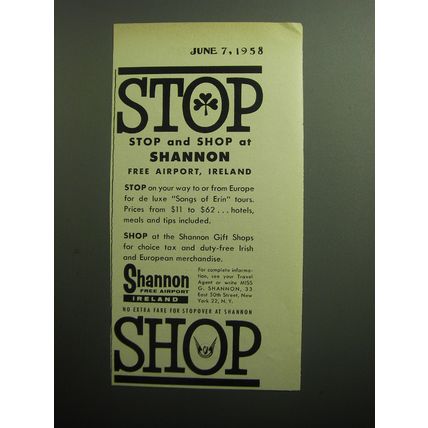 JUNE 7, 1958
STOP
STOP and SHOP at
SHANNON
FREE AIRPORT, IRELAND
STOP on your way to or from Europe
for de luxe "Songs of Erin" tours.
Prices from $11 to $62 ... hotels,
meals and tips included.
SHOP at the Shannon Gift Shops
for choice tax and duty-free Irish
and European merchandise.
Shannon
FREE AIRPORT
IRELAND
For complete informa-
tion, see your Travel
Agent or write MISS
G. SHANNON, 33
East 50th Street, New
York 22, N. Y.
NO EXTRA FARE FOR STOPOVER AT SHANNON
SHOP